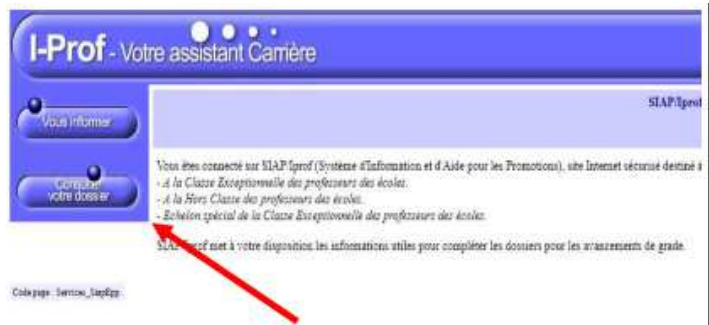 I-Prof - Votre assistant Carrière
SIAP/Iprof
Vous informer
Consulter
votre dossier
Vous êtes connecté sur SIAP/Iprof (Système d'Information et d'Aide pour les Promotions), site Internet sécurisé destiné à
- A la Classe Exceptionnelle des professeurs des écoles.
- A la Hors Classe des professeurs des écoles.
- Echelon spécial de la Classe Exceptionnelle des professeurs des écoles.
SIAP/Iprof met à votre disposition les informations utiles pour compléter les dossiers pour les avancements de grade.
Code page : Services_SiapEpp